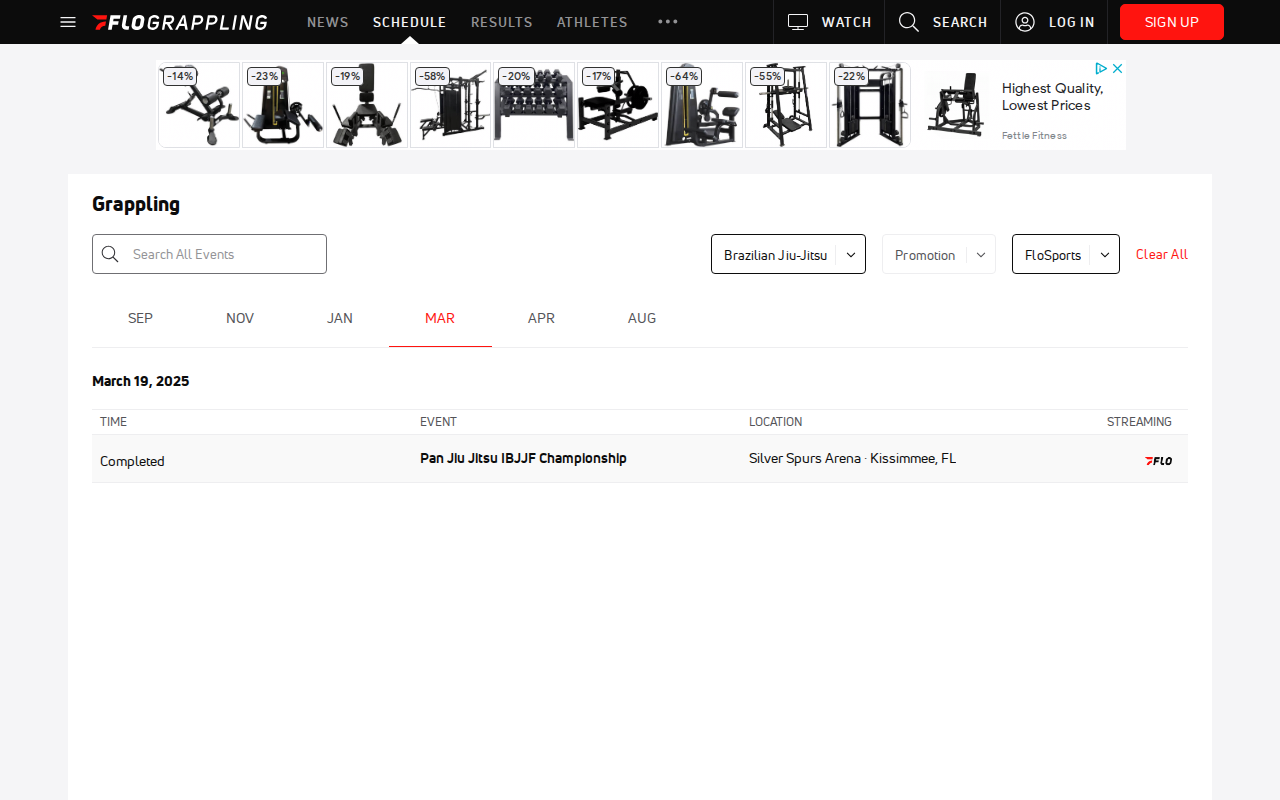 FLOGRAPPLING NEWS SCHEDULE RESULTS ATHLETES WATCH SEARCH LOG IN SIGN UP
-14% -23% -19% -58% -20% -17% -64% -55% -22%
Highest Quality,
Lowest Prices
Fettle Fitness
Grappling
Search All Events Brazilian Jiu-Jitsu Promotion FloSports Clear All
SEP NOV JAN MAR APR AUG
March 19, 2025
TIME EVENT LOCATION STREAMING
Completed Pan Jiu Jitsu IBJJF Championship Silver Spurs Arena · Kissimmee, FL FLO